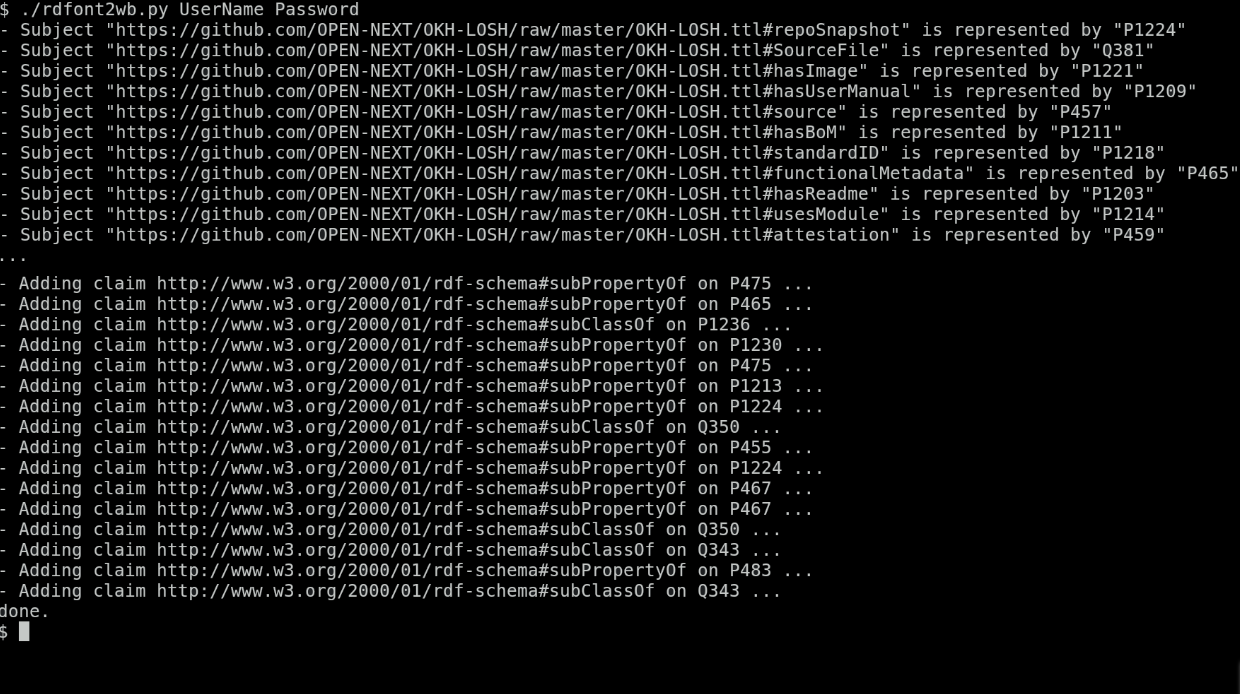 $ ./rdfont2wb.py UserName Password
- Subject "https://github.com/OPEN-NEXT/OKH-LOSH/raw/master/OKH-LOSH.ttl#repoSnapshot" is represented by "P1224"
- Subject "https://github.com/OPEN-NEXT/OKH-LOSH/raw/master/OKH-LOSH.ttl#SourceFile" is represented by "Q381"
- Subject "https://github.com/OPEN-NEXT/OKH-LOSH/raw/master/OKH-LOSH.ttl#hasImage" is represented by "P1221"
- Subject "https://github.com/OPEN-NEXT/OKH-LOSH/raw/master/OKH-LOSH.ttl#hasUserManual" is represented by "P1209"
- Subject "https://github.com/OPEN-NEXT/OKH-LOSH/raw/master/OKH-LOSH.ttl#source" is represented by "P457"
- Subject "https://github.com/OPEN-NEXT/OKH-LOSH/raw/master/OKH-LOSH.ttl#hasBoM" is represented by "P1211"
- Subject "https://github.com/OPEN-NEXT/OKH-LOSH/raw/master/OKH-LOSH.ttl#standardID" is represented by "P1218"
- Subject "https://github.com/OPEN-NEXT/OKH-LOSH/raw/master/OKH-LOSH.ttl#functionalMetadata" is represented by "P465"
- Subject "https://github.com/OPEN-NEXT/OKH-LOSH/raw/master/OKH-LOSH.ttl#hasReadme" is represented by "P1203"
- Subject "https://github.com/OPEN-NEXT/OKH-LOSH/raw/master/OKH-LOSH.ttl#usesModule" is represented by "P1214"
- Subject "https://github.com/OPEN-NEXT/OKH-LOSH/raw/master/OKH-LOSH.ttl#attestation" is represented by "P459"
...
- Adding claim http://www.w3.org/2000/01/rdf-schema#subPropertyOf on P475 ...
- Adding claim http://www.w3.org/2000/01/rdf-schema#subPropertyOf on P465 ...
- Adding claim http://www.w3.org/2000/01/rdf-schema#subClassOf on P1236 ...
- Adding claim http://www.w3.org/2000/01/rdf-schema#subPropertyOf on P1230 ...
- Adding claim http://www.w3.org/2000/01/rdf-schema#subPropertyOf on P475 ...
- Adding claim http://www.w3.org/2000/01/rdf-schema#subPropertyOf on P1213 ...
- Adding claim http://www.w3.org/2000/01/rdf-schema#subPropertyOf on P1224 ...
- Adding claim http://www.w3.org/2000/01/rdf-schema#subClassOf on Q350 ...
- Adding claim http://www.w3.org/2000/01/rdf-schema#subPropertyOf on P455 ...
- Adding claim http://www.w3.org/2000/01/rdf-schema#subPropertyOf on P1224 ...
- Adding claim http://www.w3.org/2000/01/rdf-schema#subPropertyOf on P467 ...
- Adding claim http://www.w3.org/2000/01/rdf-schema#subPropertyOf on P467 ...
- Adding claim http://www.w3.org/2000/01/rdf-schema#subClassOf on Q350 ...
- Adding claim http://www.w3.org/2000/01/rdf-schema#subClassOf on Q343 ...
- Adding claim http://www.w3.org/2000/01/rdf-schema#subPropertyOf on P483 ...
- Adding claim http://www.w3.org/2000/01/rdf-schema#subClassOf on Q343 ...
done.
$